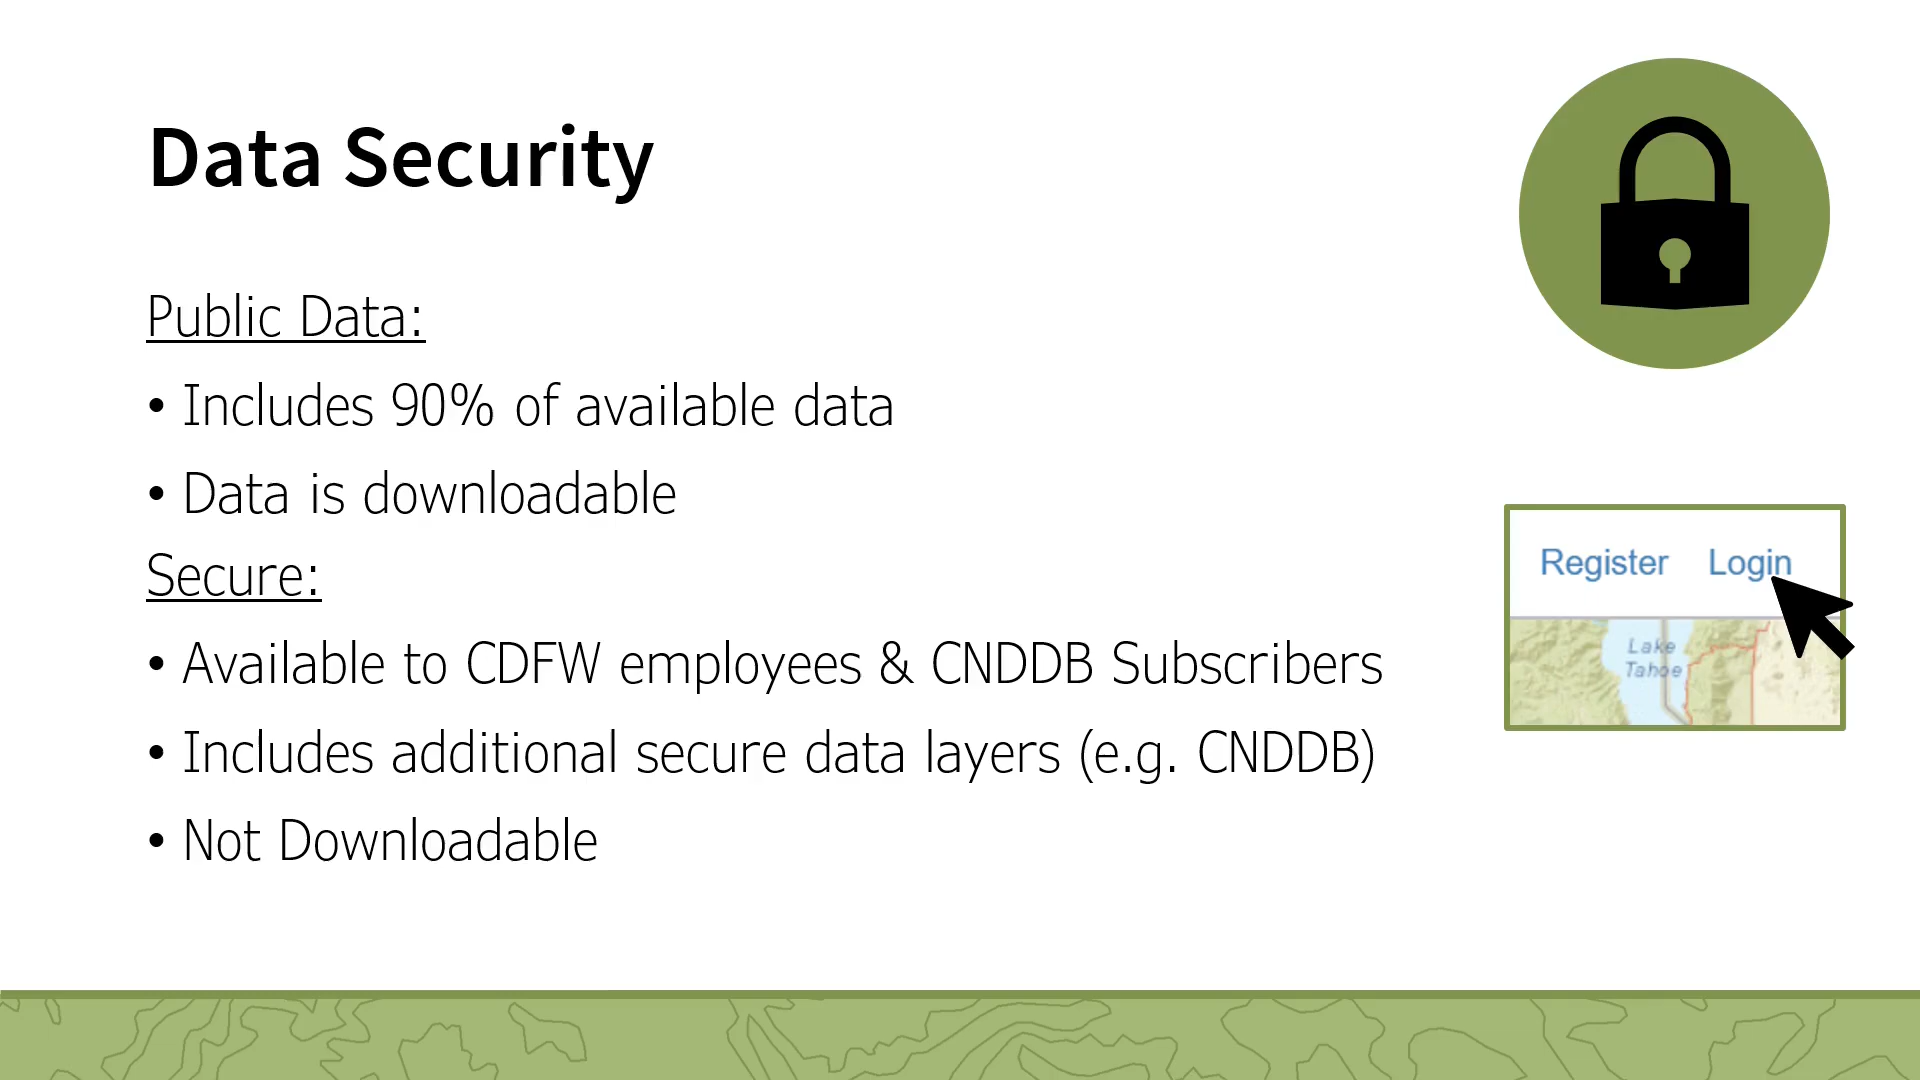 Data Security
Public Data:
• Includes 90% of available data
• Data is downloadable
Secure:
• Available to CDFW employees & CNDDB Subscribers
• Includes additional secure data layers (e.g. CNDDB)
• Not Downloadable
Register Login
Lake
Tahoe